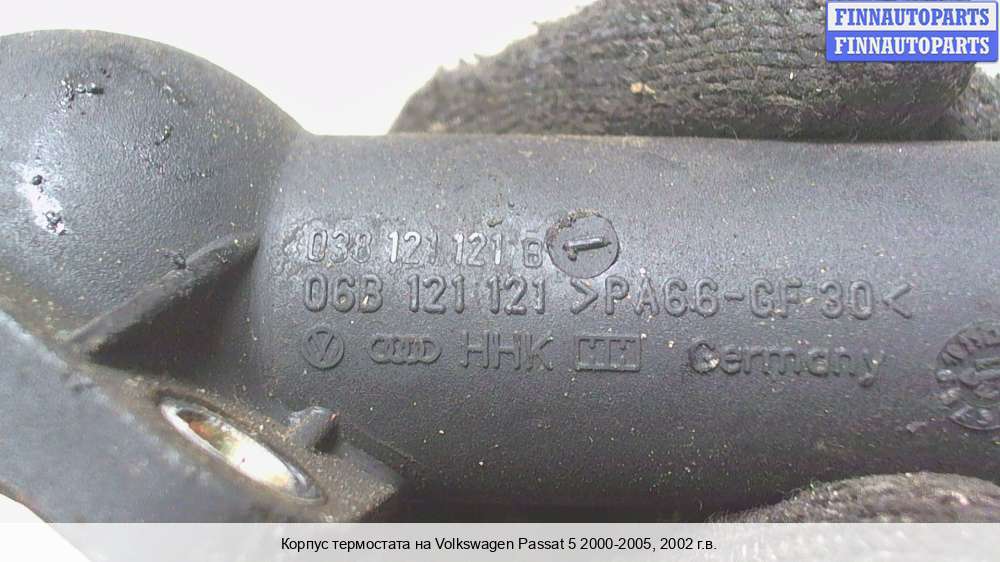 FINNAUTOPARTS
FINNAUTOPARTS
038 121 121 B 1
06B 121 121 >PA66-GF30<
HHK Germany
Корпус термостата на Volkswagen Passat 5 2000-2005, 2002 г.в.